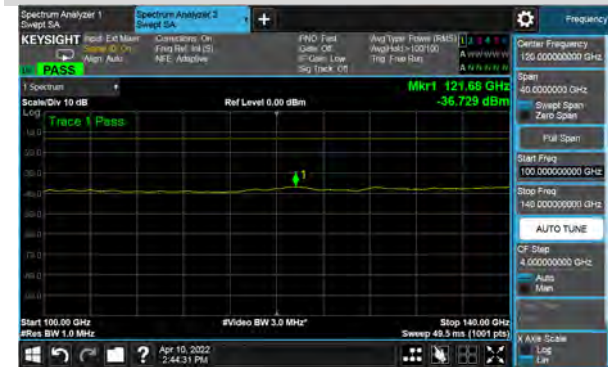 Spectrum Analyzer 1
Swept SA
Spectrum Analyzer 2
Swept SA
+
Frequency
KEYSIGHT
Input: Ext Mixer
Align: Auto
Corrections: On
Freq Ref: Int (S)
NFE: Adaptive
PNO: Fast
Gate: Off
IF Gain: Low
Sig Track: Off
Avg Type: Power (RMS)
Avg|Hold:>100/100
Trig: Free Run
PASS
1 Spectrum
Scale/Div 10 dB
Log
Ref Level 0.00 dBm
Mkr1 121.68 GHz
-36.729 dBm
Trace 1 Pass
1
Start 100.00 GHz
#Res BW 1.0 MHz
#Video BW 3.0 MHz*
Stop 140.00 GHz
Sweep 49.5 ms (1001 pts)
Center Frequency
120.000000000 GHz
Span
40.0000000 GHz
Swept Span
Zero Span
Full Span
Start Freq
100.000000000 GHz
Stop Freq
140.000000000 GHz
AUTO TUNE
CF Step
4.000000000 GHz
Auto
Man
X Axis Scale
Log
Lin
?
Apr 10, 2022
2:44:31 PM